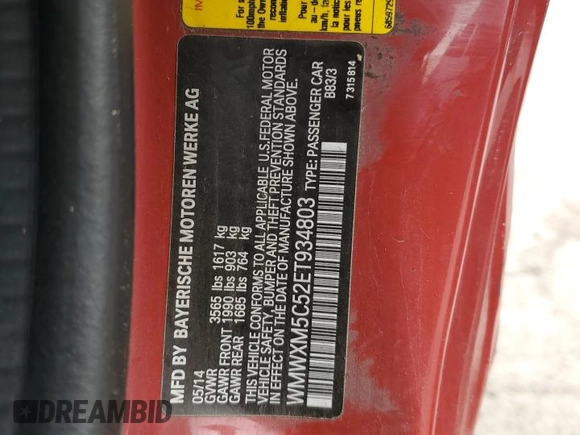 MFD BY BAYERISCHE MOTOREN WERKE AG
05/14
GVWR 3565 lbs 1617 kg
GAWR FRONT 1990 lbs 903 kg
GAWR REAR 1685 lbs 764 kg
THIS VEHICLE CONFORMS TO ALL APPLICABLE U.S. FEDERAL MOTOR
VEHICLE SAFETY, BUMPER AND THEFT PREVENTION STANDARDS
IN EFFECT ON THE DATE OF MANUFACTURE SHOWN ABOVE.
WMWXM5C52ET934803 TYPE: PASSENGER CAR
B83/3
7 315 814
DREAMBID